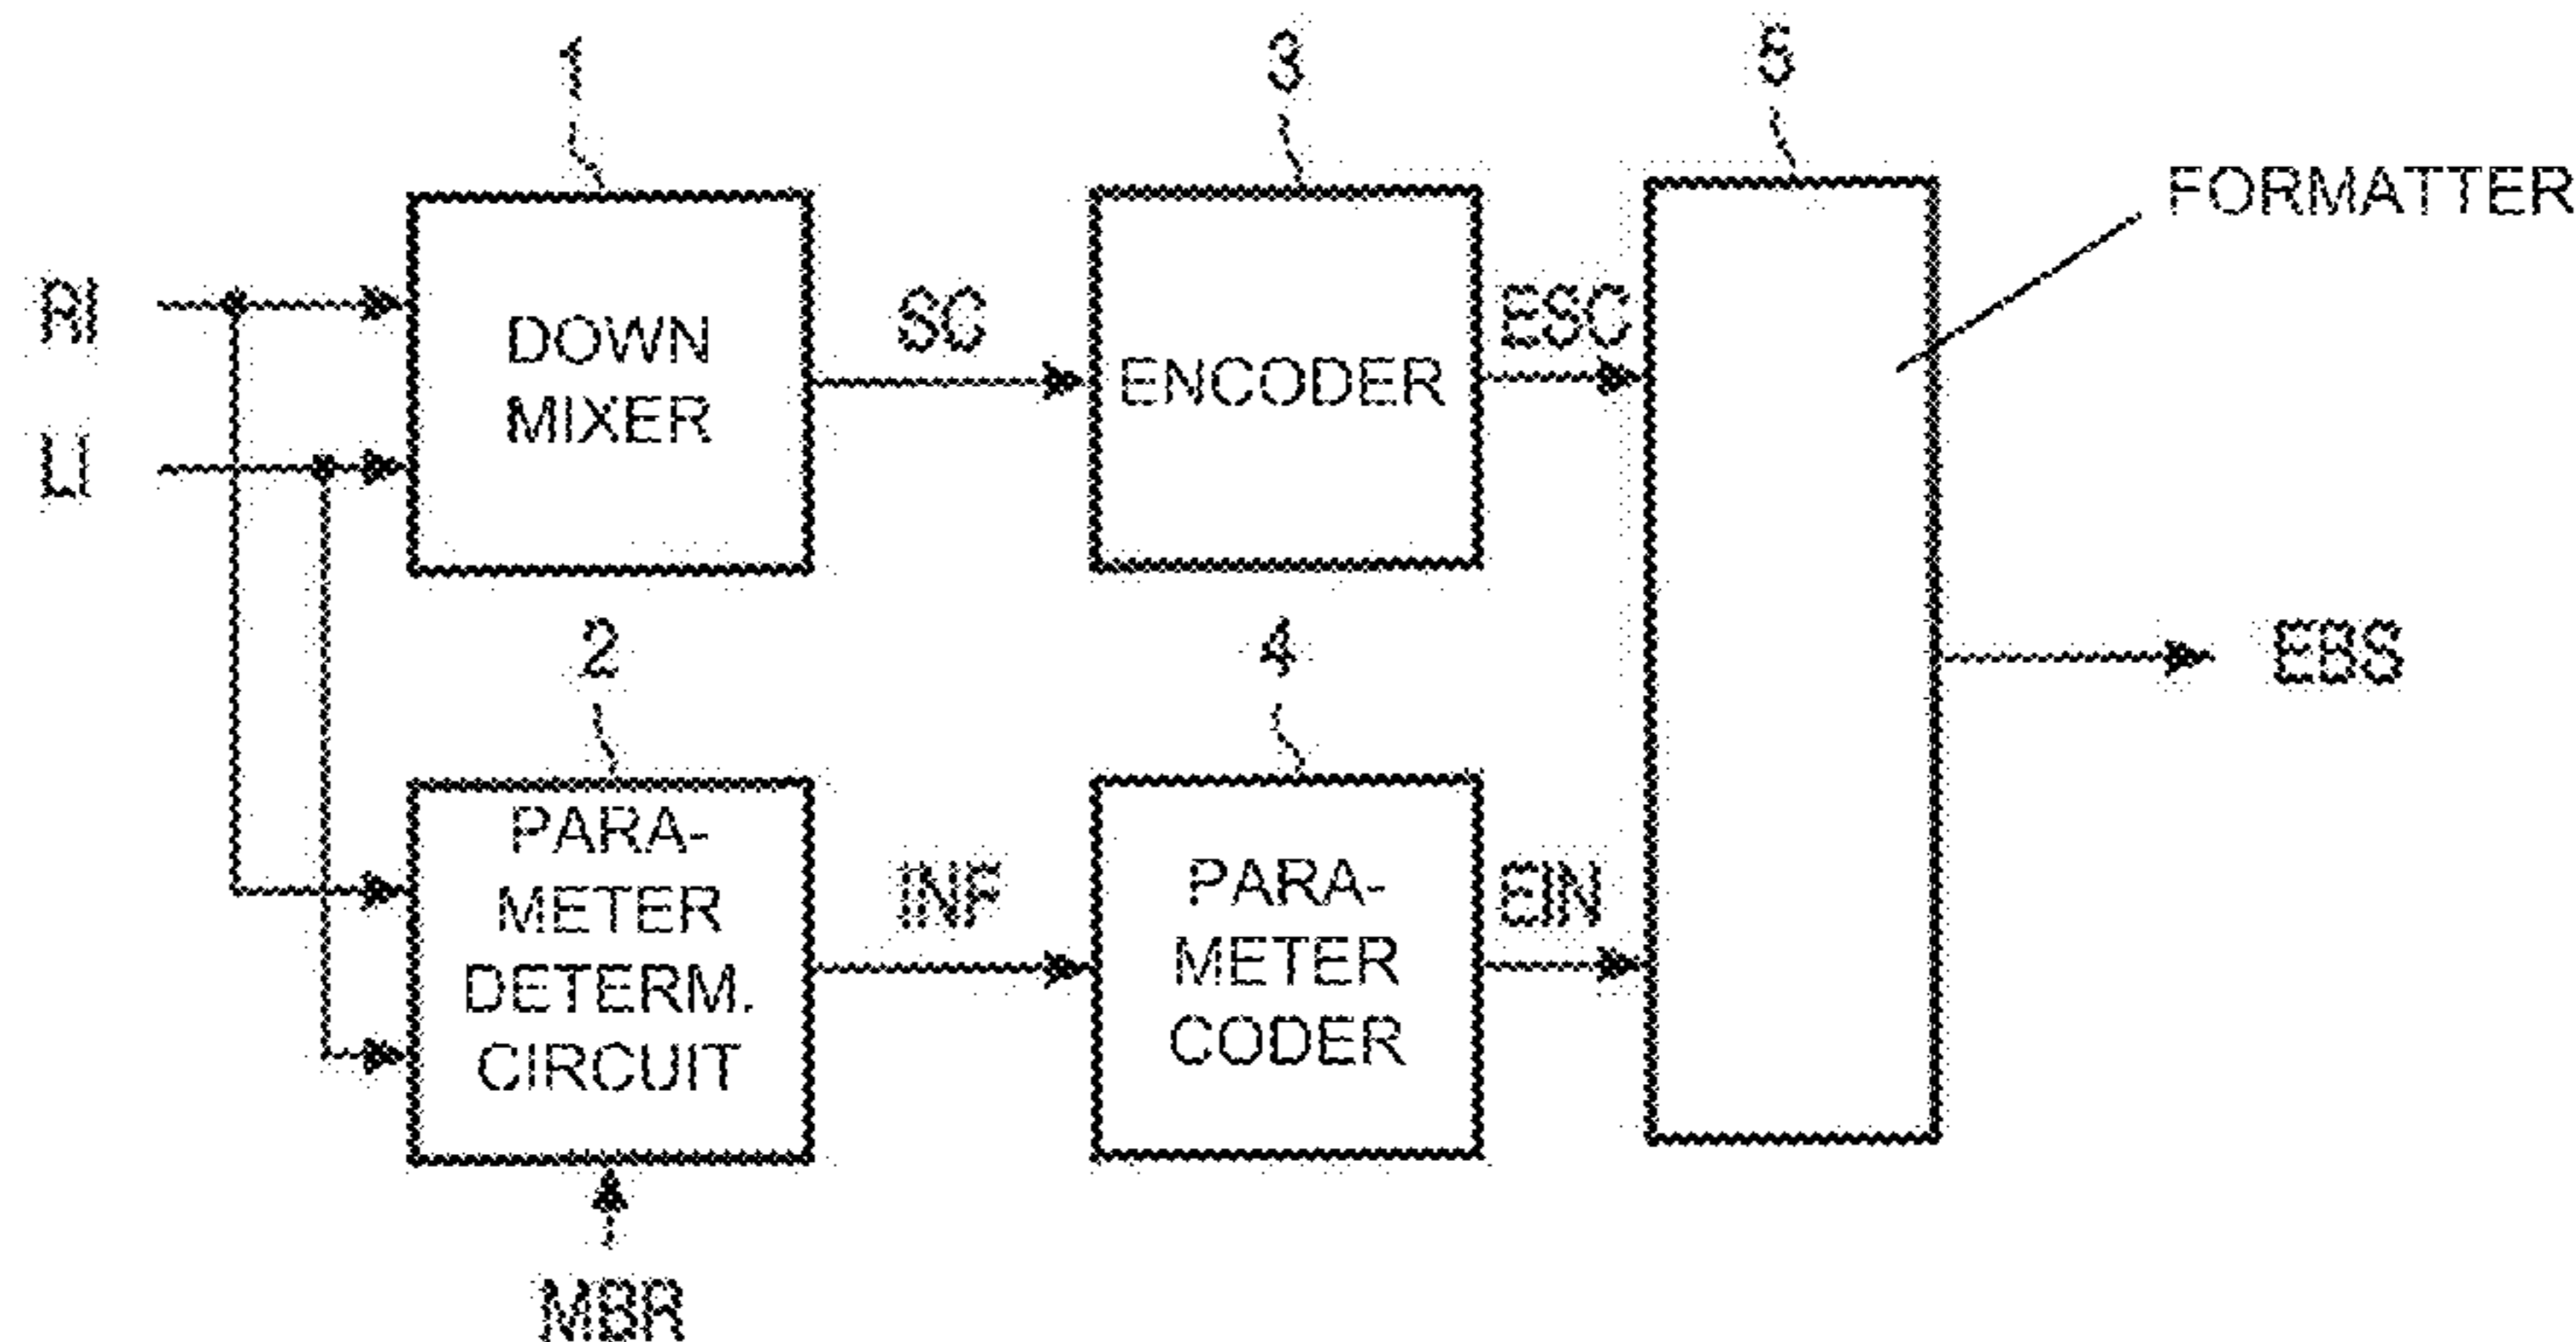 1
3
5
FORMATTER
RI
LI
DOWN
MIXER
SC
ENCODER
ESC
2
4
EBS
PARA-
METER
DETERM.
CIRCUIT
INF
PARA-
METER
CODER
EIN
MBR